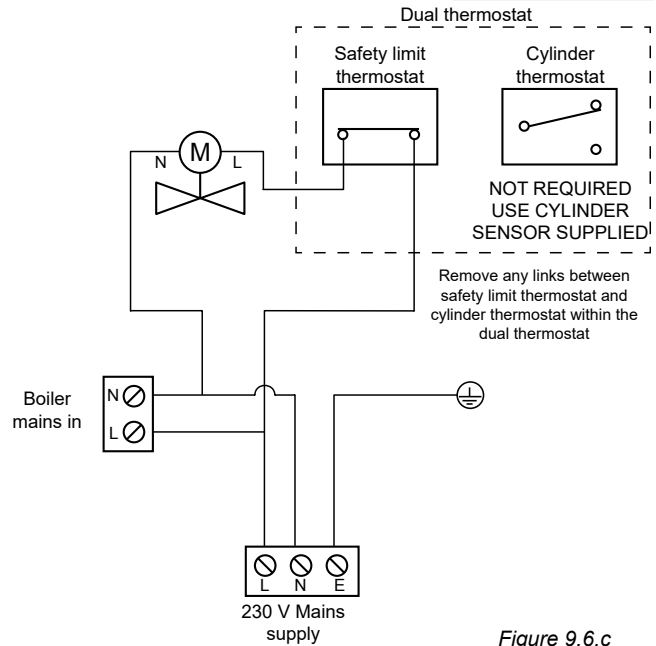 Dual thermostat
Safety limit
thermostat
Cylinder
thermostat
N
M
L
NOT REQUIRED
USE CYLINDER
SENSOR SUPPLIED
Remove any links between
safety limit thermostat and
cylinder thermostat within the
dual thermostat
Boiler
mains in
N
L
L
N
E
230 V Mains
supply
Figure 9.6.c